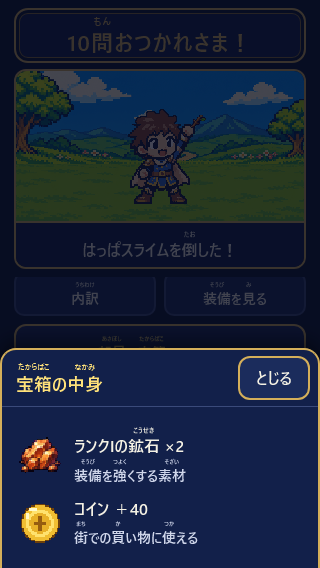 10問おつかれさま！
はっぱスライムを倒した！
内訳
装備を見る
宝箱の中身
とじる
ランクIの鉱石 ×2
装備を強くする素材
コイン ＋40
街での買い物に使える